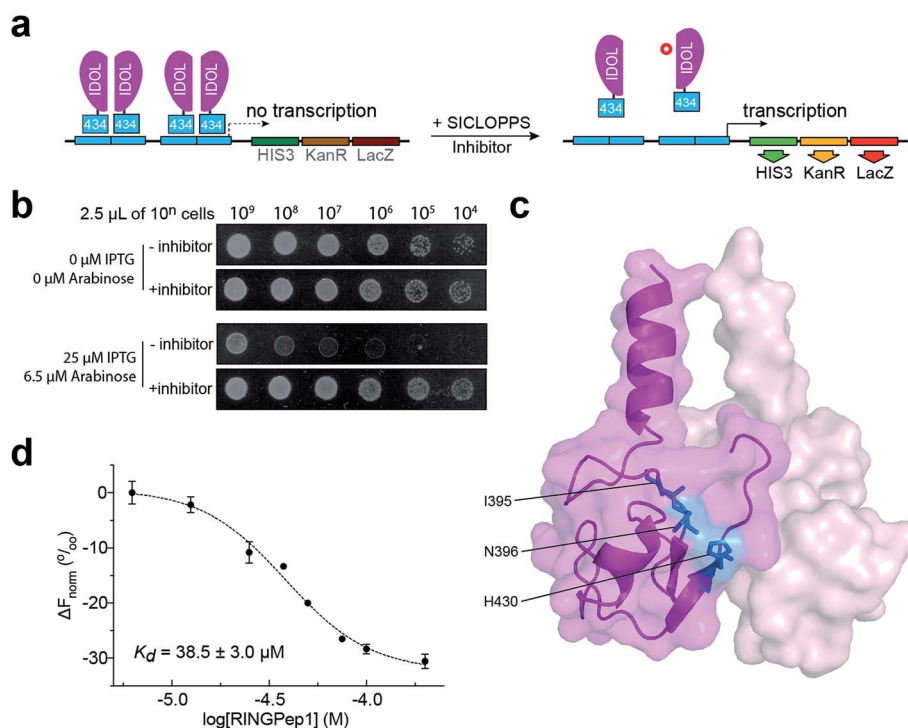 a
IDOL IDOL IDOL IDOL
434 434 434 434
no transcription
HIS3 KanR LacZ
+ SICLOPPS
Inhibitor
IDOL IDOL
434 434
transcription
HIS3 KanR LacZ
b
2.5 μL of 10ⁿ cells 10⁹ 10⁸ 10⁷ 10⁶ 10⁵ 10⁴
0 μM IPTG
0 μM Arabinose
- inhibitor
+inhibitor
25 μM IPTG
6.5 μM Arabinose
- inhibitor
+inhibitor
c
I395
N396
H430
d
ΔFnorm (º/oo)
0
-10
-20
-30
Kd = 38.5 ± 3.0 μM
-5.0 -4.5 -4.0
log[RINGPep1] (M)